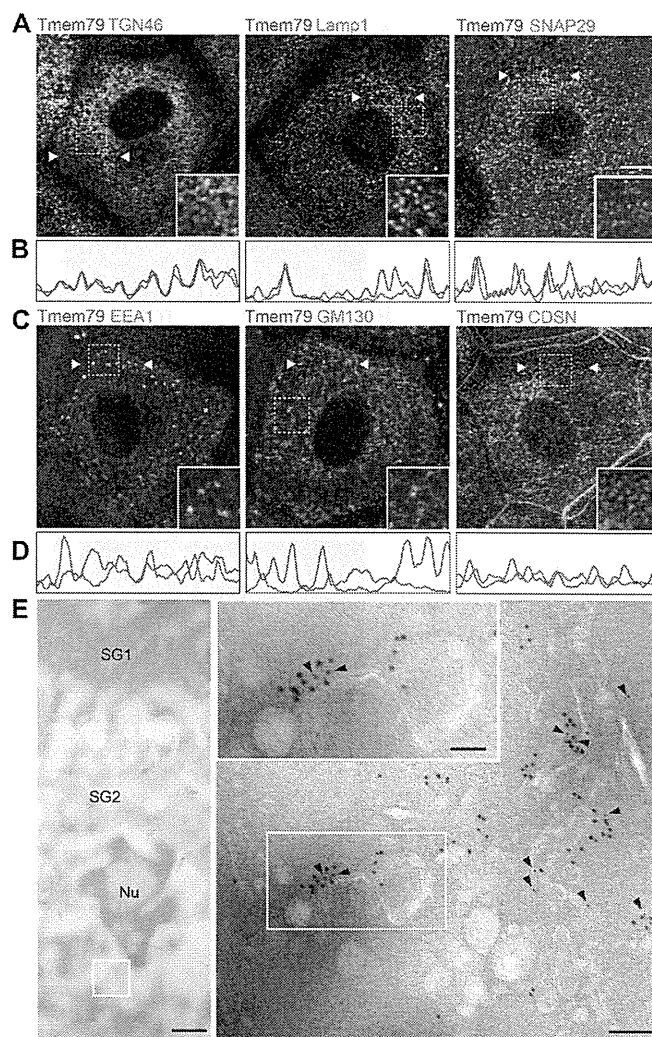 A
Tmem79 TGN46
Tmem79 Lamp1
Tmem79 SNAP29
B
C
Tmem79 EEA1
Tmem79 GM130
Tmem79 CDSN
D
E
SG1
SG2
Nu